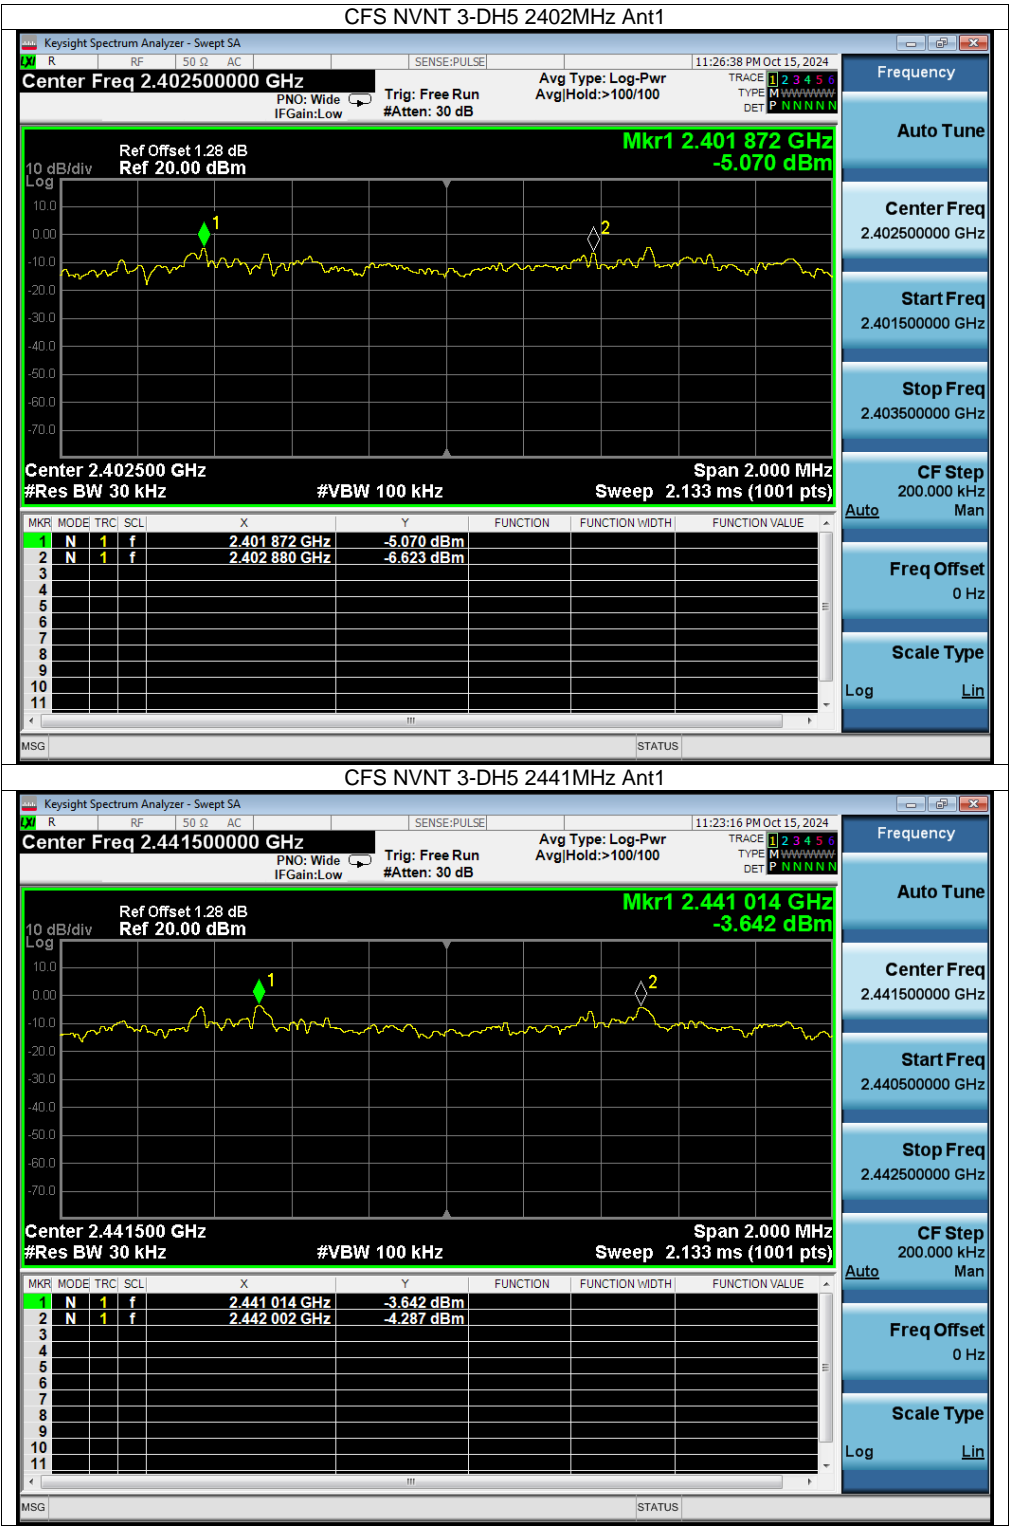 CFS NVNT 3-DH5 2402MHz Ant1
Keysight Spectrum Analyzer - Swept SA
LXI R RF 50 Ω AC SENSE:PULSE 11:26:38 PM Oct 15, 2024
Center Freq 2.402500000 GHz
PNO: Wide
IFGain:Low
Trig: Free Run
#Atten: 30 dB
Avg Type: Log-Pwr
Avg|Hold:>100/100
TRACE 1 2 3 4 5 6
TYPE M W W W W W
DET P N N N N N
Mkr1 2.401 872 GHz
-5.070 dBm
Ref Offset 1.28 dB
10 dB/div Ref 20.00 dBm
Log
10.0
0.00
-10.0
-20.0
-30.0
-40.0
-50.0
-60.0
-70.0
1
2
Center 2.402500 GHz Span 2.000 MHz
#Res BW 30 kHz #VBW 100 kHz Sweep 2.133 ms (1001 pts)
MKR MODE TRC SCL X Y FUNCTION FUNCTION WIDTH FUNCTION VALUE
1 N 1 f 2.401 872 GHz -5.070 dBm
2 N 1 f 2.402 880 GHz -6.623 dBm
3
4
5
6
7
8
9
10
11
MSG STATUS
Frequency
Auto Tune
Center Freq
2.402500000 GHz
Start Freq
2.401500000 GHz
Stop Freq
2.403500000 GHz
CF Step
200.000 kHz
Auto Man
Freq Offset
0 Hz
Scale Type
Log Lin
CFS NVNT 3-DH5 2441MHz Ant1
Keysight Spectrum Analyzer - Swept SA
LXI R RF 50 Ω AC SENSE:PULSE 11:23:16 PM Oct 15, 2024
Center Freq 2.441500000 GHz
PNO: Wide
IFGain:Low
Trig: Free Run
#Atten: 30 dB
Avg Type: Log-Pwr
Avg|Hold:>100/100
TRACE 1 2 3 4 5 6
TYPE M W W W W W
DET P N N N N N
Mkr1 2.441 014 GHz
-3.642 dBm
Ref Offset 1.28 dB
10 dB/div Ref 20.00 dBm
Log
10.0
0.00
-10.0
-20.0
-30.0
-40.0
-50.0
-60.0
-70.0
1
2
Center 2.441500 GHz Span 2.000 MHz
#Res BW 30 kHz #VBW 100 kHz Sweep 2.133 ms (1001 pts)
MKR MODE TRC SCL X Y FUNCTION FUNCTION WIDTH FUNCTION VALUE
1 N 1 f 2.441 014 GHz -3.642 dBm
2 N 1 f 2.442 002 GHz -4.287 dBm
3
4
5
6
7
8
9
10
11
MSG STATUS
Frequency
Auto Tune
Center Freq
2.441500000 GHz
Start Freq
2.440500000 GHz
Stop Freq
2.442500000 GHz
CF Step
200.000 kHz
Auto Man
Freq Offset
0 Hz
Scale Type
Log Lin